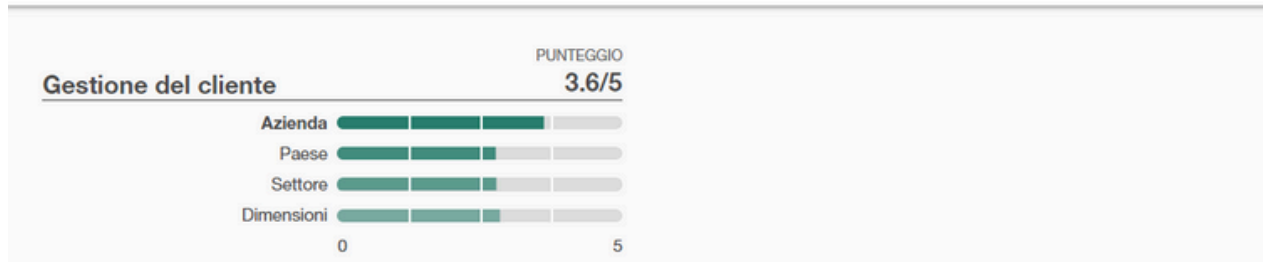 PUNTEGGIO
Gestione del cliente 3.6/5
Azienda
Paese
Settore
Dimensioni
0 5